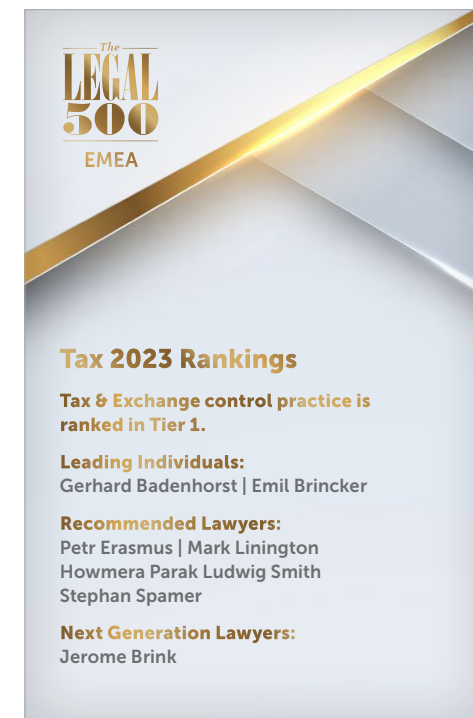 The
LEGAL
500
EMEA
Tax 2023 Rankings
Tax & Exchange control practice is
ranked in Tier 1.
Leading Individuals:
Gerhard Badenhorst | Emil Brincker
Recommended Lawyers:
Petr Erasmus | Mark Linington
Howmera Parak Ludwig Smith
Stephan Spamer
Next Generation Lawyers:
Jerome Brink